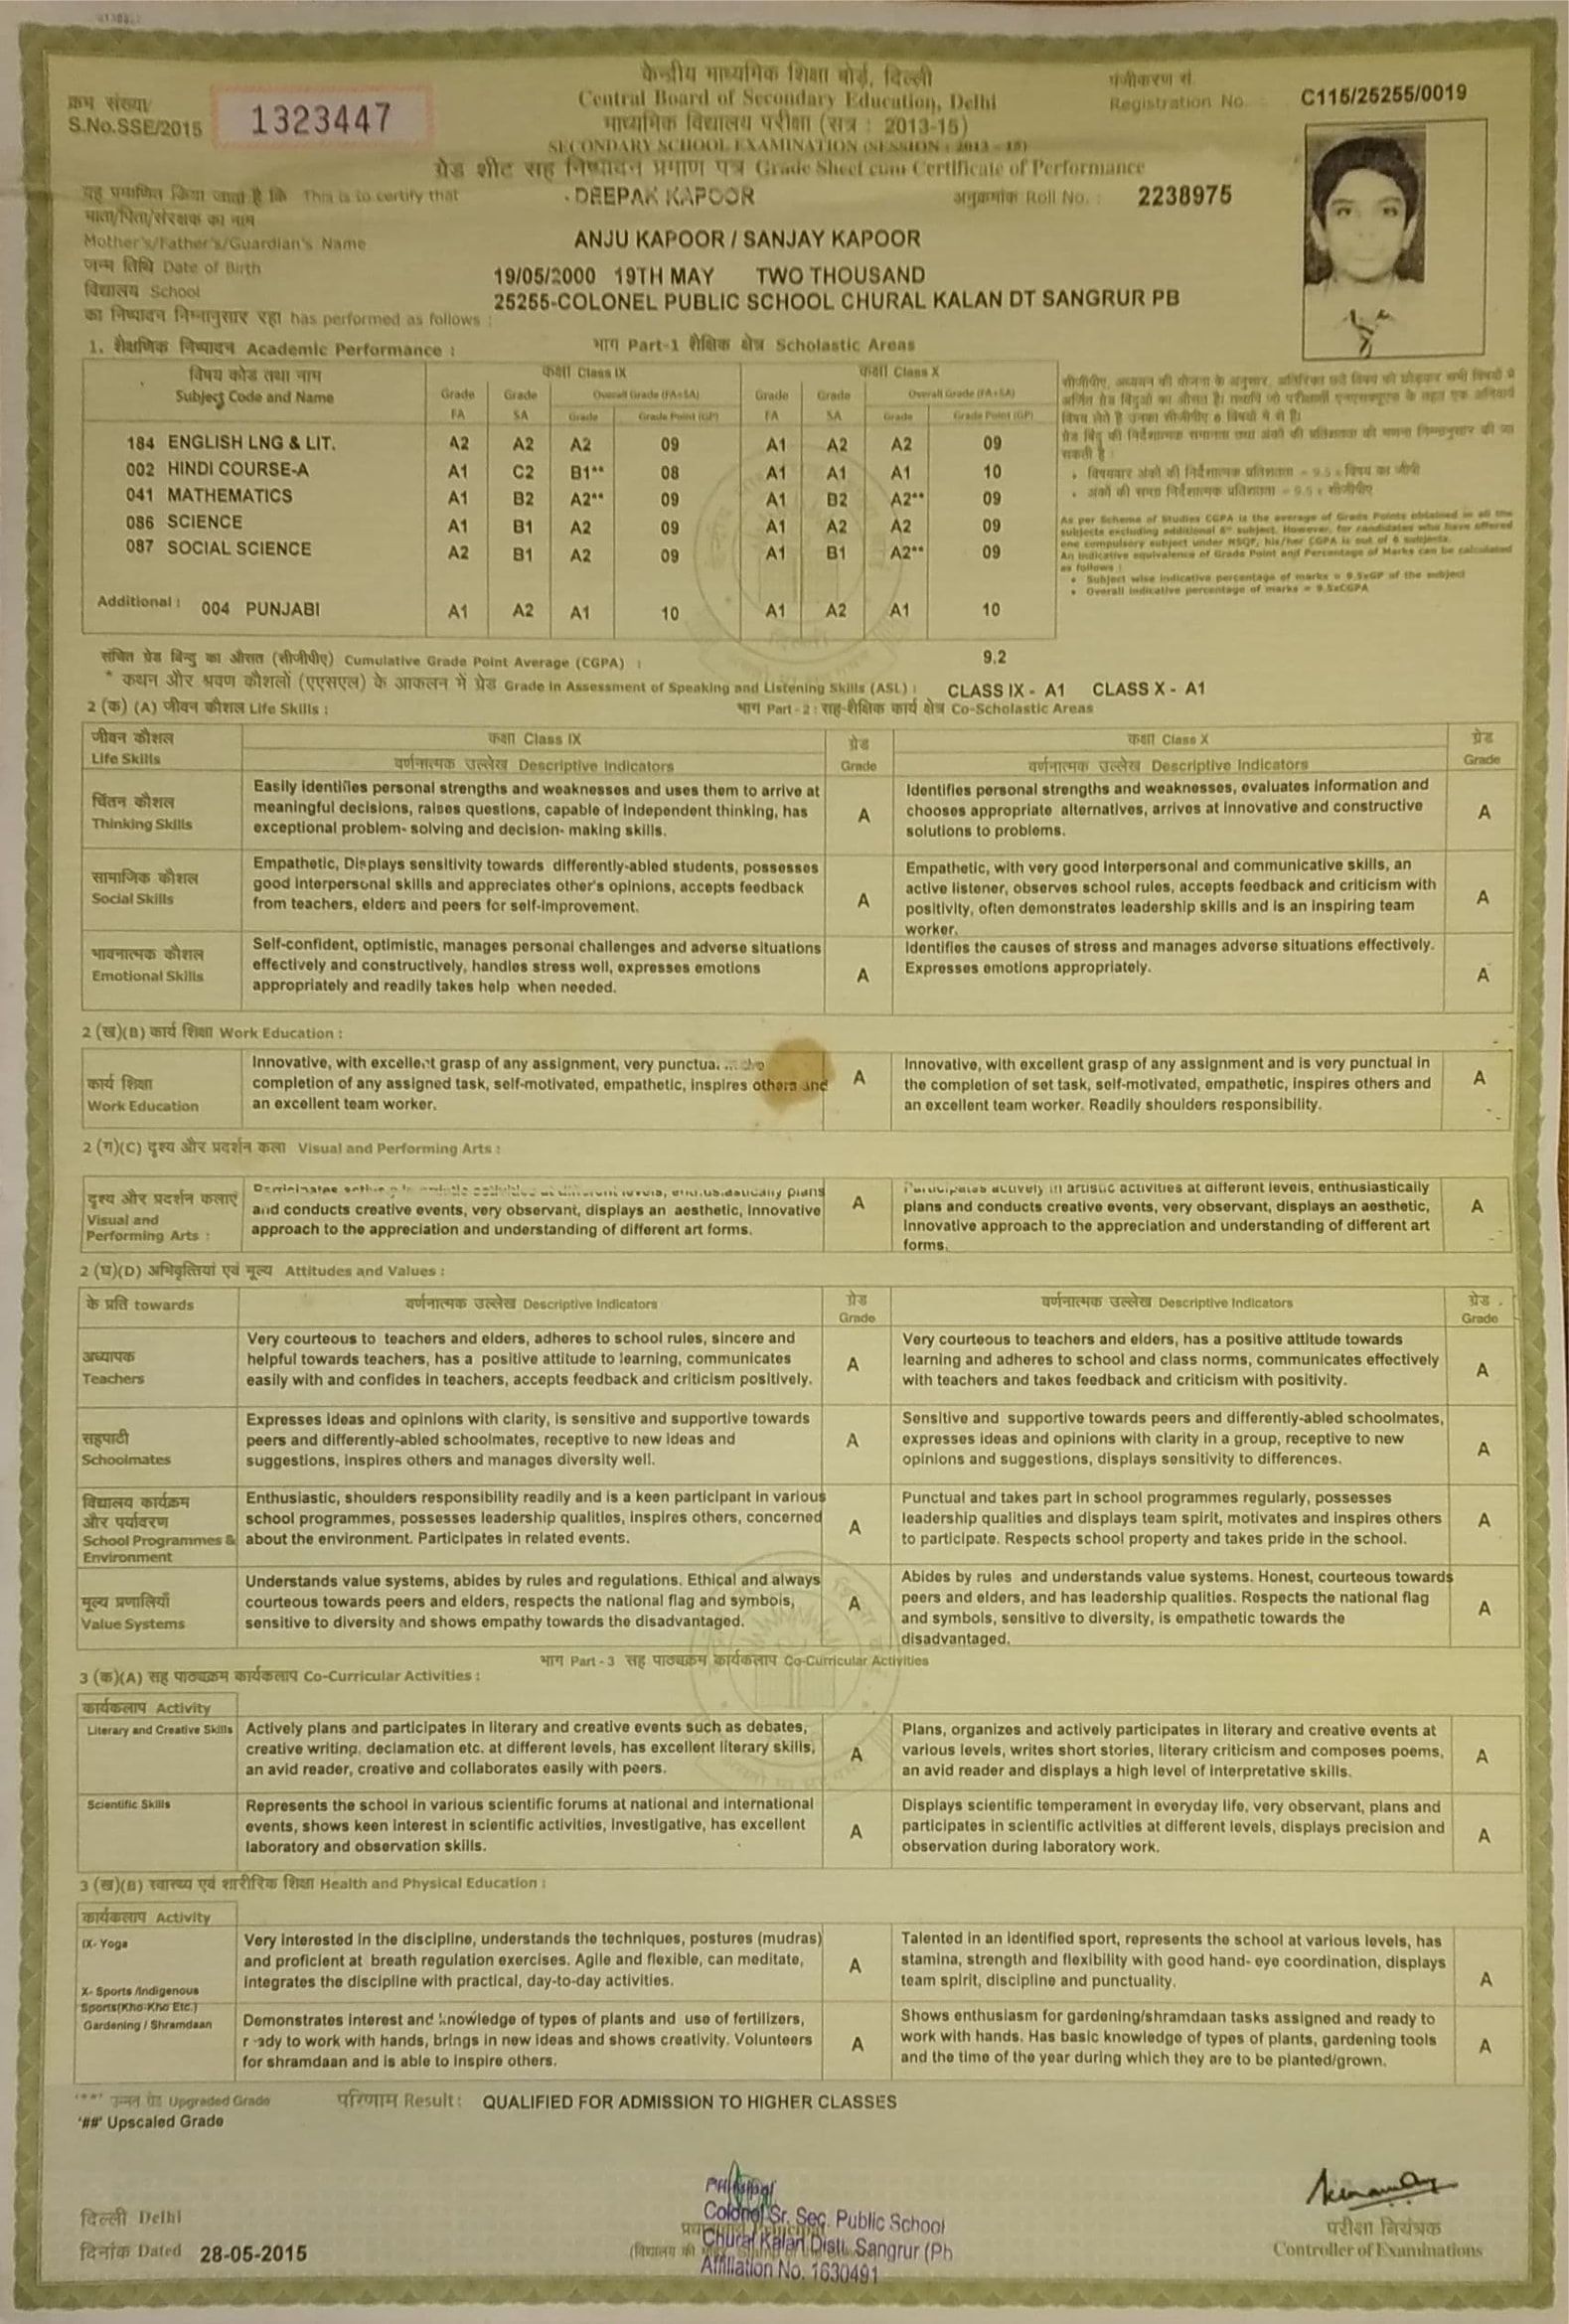 केन्द्रीय माध्यमिक शिक्षा बोर्ड, दिल्ली
Central Board of Secondary Education, Delhi
माध्यमिक विद्यालय परीक्षा (सत्र : 2013-15)
SECONDARY SCHOOL EXAMINATION (SESSION : 2013 - 15)
ग्रेड शीट सह निष्पादन प्रमाण पत्र Grade Sheet cum Certificate of Performance
क्रम संख्या/
S.No.SSE/2015 1323447
पंजीकरण सं.
Registration No. : C115/25255/0019
यह प्रमाणित किया जाता है कि This is to certify that DEEPAK KAPOOR अनुक्रमांक Roll No. : 2238975
माता/पिता/संरक्षक का नाम
Mother's/Father's/Guardian's Name ANJU KAPOOR / SANJAY KAPOOR
जन्म तिथि Date of Birth 19/05/2000 19TH MAY TWO THOUSAND
विद्यालय School 25255-COLONEL PUBLIC SCHOOL CHURAL KALAN DT SANGRUR PB
का निष्पादन निम्नानुसार रहा has performed as follows :
1. शैक्षणिक निष्पादन Academic Performance : भाग Part-1 शैक्षिक क्षेत्र Scholastic Areas
विषय कोड तथा नाम कक्षा Class IX कक्षा Class X
Subject Code and Name Grade FA Grade SA Overall Grade (FA+SA) Grade Grade Point (GP) Grade FA Grade SA Overall Grade (FA+SA) Grade Grade Point (GP)
184 ENGLISH LNG & LIT. A2 A2 A2 09 A1 A2 A2 09
002 HINDI COURSE-A A1 C2 B1** 08 A1 A1 A1 10
041 MATHEMATICS A1 B2 A2** 09 A1 B2 A2** 09
086 SCIENCE A1 B1 A2 09 A1 A2 A2 09
087 SOCIAL SCIENCE A2 B1 A2 09 A1 B1 A2** 09
Additional : 004 PUNJABI A1 A2 A1 10 A1 A2 A1 10
As per Scheme of Studies CGPA is the average of Grade Points obtained in all the
subjects excluding additional 6th subject. However, for candidates who have offered
one compulsory subject under NSQF, his/her CGPA is out of 6 subjects.
An indicative equivalence of Grade Point and Percentage of Marks can be calculated
as follows :
• Subject wise indicative percentage of marks = 9.5xGP of the subject
• Overall indicative percentage of marks = 9.5xCGPA
संचित ग्रेड बिन्दु का औसत (सीजीपीए) Cumulative Grade Point Average (CGPA) : 9.2
* कथन और श्रवण कौशलों (एएसएल) के आकलन में ग्रेड Grade in Assessment of Speaking and Listening Skills (ASL) : CLASS IX - A1 CLASS X - A1
2 (क) (A) जीवन कौशल Life Skills : भाग Part - 2 : सह-शैक्षिक कार्य क्षेत्र Co-Scholastic Areas
जीवन कौशल कक्षा Class IX ग्रेड कक्षा Class X ग्रेड
Life Skills वर्णनात्मक उल्लेख Descriptive Indicators Grade वर्णनात्मक उल्लेख Descriptive Indicators Grade
चिंतन कौशल
Thinking Skills
Easily identifies personal strengths and weaknesses and uses them to arrive at
meaningful decisions, raises questions, capable of independent thinking, has
exceptional problem- solving and decision- making skills.
A
Identifies personal strengths and weaknesses, evaluates information and
chooses appropriate alternatives, arrives at innovative and constructive
solutions to problems.
A
सामाजिक कौशल
Social Skills
Empathetic, Displays sensitivity towards differently-abled students, possesses
good interpersonal skills and appreciates other's opinions, accepts feedback
from teachers, elders and peers for self-improvement.
A
Empathetic, with very good interpersonal and communicative skills, an
active listener, observes school rules, accepts feedback and criticism with
positivity, often demonstrates leadership skills and is an inspiring team
worker.
A
भावनात्मक कौशल
Emotional Skills
Self-confident, optimistic, manages personal challenges and adverse situations
effectively and constructively, handles stress well, expresses emotions
appropriately and readily takes help when needed.
A
Identifies the causes of stress and manages adverse situations effectively.
Expresses emotions appropriately.
A
2 (ख)(B) कार्य शिक्षा Work Education :
कार्य शिक्षा
Work Education
Innovative, with excellent grasp of any assignment, very
completion of any assigned task, self-motivated, empathetic, inspires others and
an excellent team worker.
A
Innovative, with excellent grasp of any assignment and is very punctual in
the completion of set task, self-motivated, empathetic, inspires others and
an excellent team worker. Readily shoulders responsibility.
A
2 (ग)(C) दृश्य और प्रदर्शन कला Visual and Performing Arts :
दृश्य और प्रदर्शन कलाएं
Visual and
Performing Arts :
plans
and conducts creative events, very observant, displays an aesthetic, innovative
approach to the appreciation and understanding of different art forms.
A
Participates actively in artistic activities at different levels, enthusiastically
plans and conducts creative events, very observant, displays an aesthetic,
innovative approach to the appreciation and understanding of different art
forms.
A
2 (घ)(D) अभिवृत्तियां एवं मूल्य Attitudes and Values :
के प्रति towards वर्णनात्मक उल्लेख Descriptive Indicators ग्रेड Grade वर्णनात्मक उल्लेख Descriptive Indicators ग्रेड Grade
अध्यापक
Teachers
Very courteous to teachers and elders, adheres to school rules, sincere and
helpful towards teachers, has a positive attitude to learning, communicates
easily with and confides in teachers, accepts feedback and criticism positively.
A
Very courteous to teachers and elders, has a positive attitude towards
learning and adheres to school and class norms, communicates effectively
with teachers and takes feedback and criticism with positivity.
A
सहपाठी
Schoolmates
Expresses ideas and opinions with clarity, is sensitive and supportive towards
peers and differently-abled schoolmates, receptive to new ideas and
suggestions, inspires others and manages diversity well.
A
Sensitive and supportive towards peers and differently-abled schoolmates,
expresses ideas and opinions with clarity in a group, receptive to new
opinions and suggestions, displays sensitivity to differences.
A
विद्यालय कार्यक्रम
और पर्यावरण
School Programmes &
Environment
Enthusiastic, shoulders responsibility readily and is a keen participant in various
school programmes, possesses leadership qualities, inspires others, concerned
about the environment. Participates in related events.
A
Punctual and takes part in school programmes regularly, possesses
leadership qualities and displays team spirit, motivates and inspires others
to participate. Respects school property and takes pride in the school.
A
मूल्य प्रणालियाँ
Value Systems
Understands value systems, abides by rules and regulations. Ethical and always
courteous towards peers and elders, respects the national flag and symbols,
sensitive to diversity and shows empathy towards the disadvantaged.
A
Abides by rules and understands value systems. Honest, courteous towards
peers and elders, and has leadership qualities. Respects the national flag
and symbols, sensitive to diversity, is empathetic towards the
disadvantaged.
A
भाग Part - 3 सह पाठ्यक्रम कार्यकलाप Co-Curricular Activities
3 (क)(A) सह पाठ्यक्रम कार्यकलाप Co-Curricular Activities :
कार्यकलाप Activity
Literary and Creative Skills
Actively plans and participates in literary and creative events such as debates,
creative writing, declamation etc. at different levels, has excellent literary skills,
an avid reader, creative and collaborates easily with peers.
A
Plans, organizes and actively participates in literary and creative events at
various levels, writes short stories, literary criticism and composes poems,
an avid reader and displays a high level of interpretative skills.
A
Scientific Skills
Represents the school in various scientific forums at national and international
events, shows keen interest in scientific activities, investigative, has excellent
laboratory and observation skills.
A
Displays scientific temperament in everyday life, very observant, plans and
participates in scientific activities at different levels, displays precision and
observation during laboratory work.
A
3 (ख)(B) स्वास्थ्य एवं शारीरिक शिक्षा Health and Physical Education :
कार्यकलाप Activity
IX- Yoga
X- Sports /Indigenous
Sports(Kho-Kho Etc.)
Very interested in the discipline, understands the techniques, postures (mudras)
and proficient at breath regulation exercises. Agile and flexible, can meditate,
integrates the discipline with practical, day-to-day activities.
A
Talented in an identified sport, represents the school at various levels, has
stamina, strength and flexibility with good hand- eye coordination, displays
team spirit, discipline and punctuality.
A
Gardening / Shramdaan
Demonstrates interest and knowledge of types of plants and use of fertilizers,
ready to work with hands, brings in new ideas and shows creativity. Volunteers
for shramdaan and is able to inspire others.
A
Shows enthusiasm for gardening/shramdaan tasks assigned and ready to
work with hands. Has basic knowledge of types of plants, gardening tools
and the time of the year during which they are to be planted/grown.
A
'**' उन्नत ग्रेड Upgraded Grade परिणाम Result : QUALIFIED FOR ADMISSION TO HIGHER CLASSES
'##' Upscaled Grade
दिल्ली Delhi
दिनांक Dated 28-05-2015
Principal
Colonel Sr. Sec. Public School
Chural Kalan Distt. Sangrur (Pb
Affiliation No. 1630491
परीक्षा नियंत्रक
Controller of Examinations